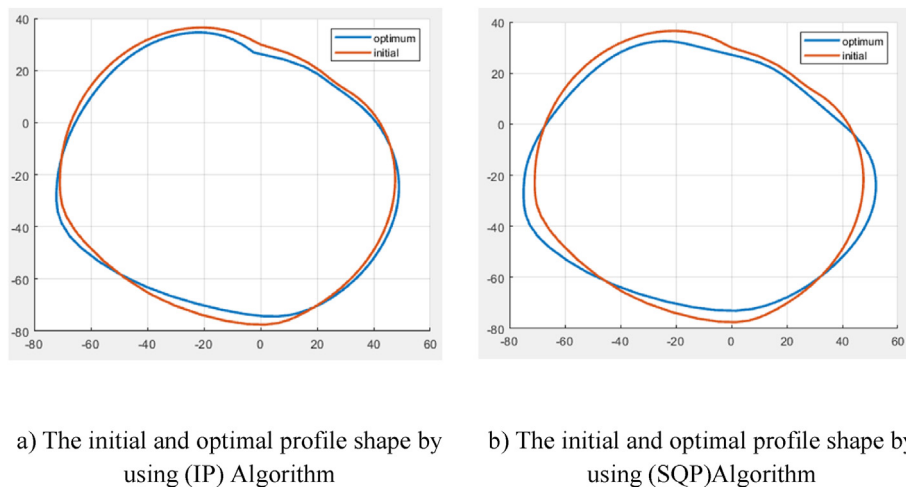 40
20
0
-20
-40
-60
-80
-80 -60 -40 -20 0 20 40 60
optimum
initial
40
20
0
-20
-40
-60
-80
-80 -60 -40 -20 0 20 40 60
optimum
initial
a) The initial and optimal profile shape by
using (IP) Algorithm
b) The initial and optimal profile shape by
using (SQP)Algorithm